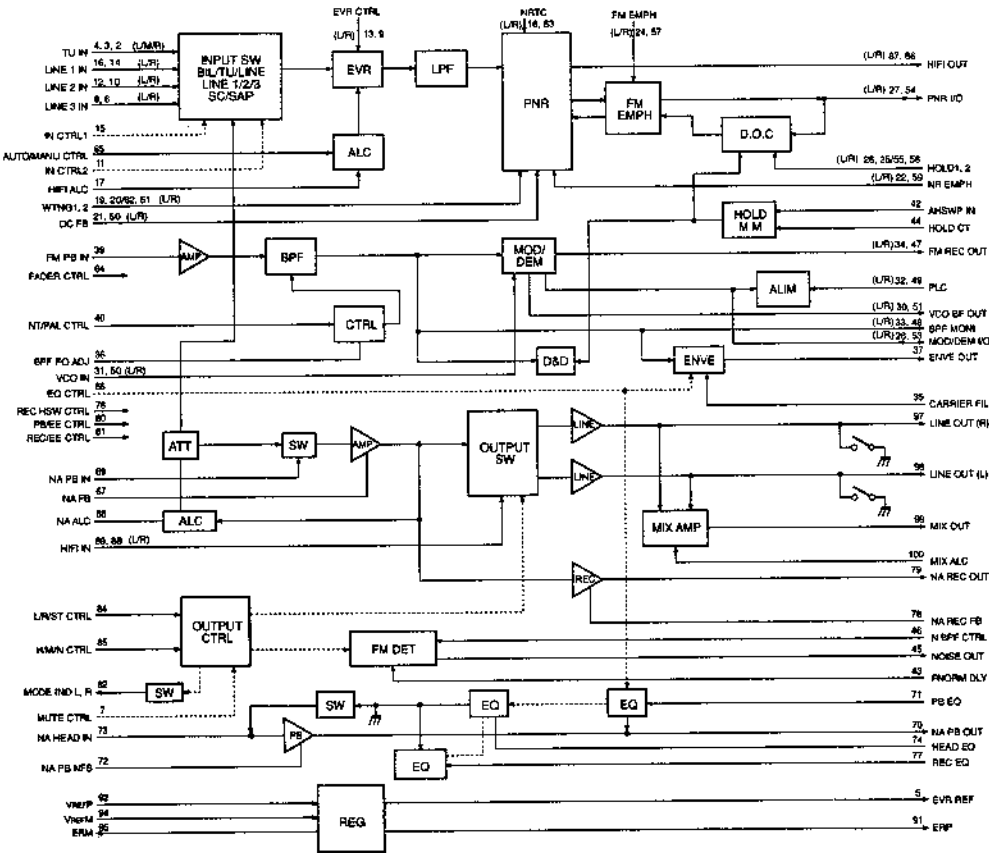 EVR CTRL
(L/R) 13, 9
NRTC
(L/R) 16, 63
FM EMPH
(L/R) 24, 57
TU IN 4, 3, 2 (L/M/R)
LINE 1 IN 16, 14 (L/R)
LINE 2 IN 12, 10 (L/R)
LINE 3 IN 8, 6 (L/R)
IN CTRL1 15
AUTO/MANU CTRL 65
IN CTRL2 11
HIFI ALC 17
WTNG1, 2 19, 20/62, 61 (L/R)
DC FB 21, 60 (L/R)
INPUT SW
BIL/TU/LINE
LINE 1/2/3
SC/SAP
EVR
LPF
ALC
PNR
FM
EMPH
D.O.C
HOLD
M M
(L/R) 67, 66 HIFI OUT
(L/R) 27, 54 PNR I/O
(L/R) 26, 25/55, 56 HOLD1, 2
(L/R) 22, 59 NR EMPH
42 AHSWP IN
44 HOLD CT
(L/R) 34, 47 FM REC OUT
(L/R) 32, 49 PLC
(L/R) 30, 51 VCO BF OUT
(L/R) 33, 48 BPF MONI
(L/R) 28, 53 MOD/DEM I/O
37 ENVE OUT
35 CARRIER FIL
FM PB IN 39
FADER CTRL 64
NT/PAL CTRL 40
BPF FO ADJ 36
VCO IN 31, 50 (L/R)
EQ CTRL
REC HSW CTRL 76
PB/EE CTRL 80
REC/EE CTRL 81
AMP
BPF
MOD/
DEM
ALIM
CTRL
D&D
ENVE
ATT
SW
AMP
OUTPUT
SW
LINE
LINE
97 LINE OUT (R)
98 LINE OUT (L)
99 MIX OUT
100 MIX ALC
79 NA REC OUT
78 NA REC FB
NA PB IN 69
NA FB 67
NA ALC
HIFI IN 89, 88 (L/R)
ALC
MIX AMP
REC
L/R/ST CTRL 84
H/M/N CTRL 85
MODE IND L, R 82
MUTE CTRL 7
NA HEAD IN 73
NA PB NFB 72
OUTPUT
CTRL
SW
FM DET
46 N BPF CTRL
45 NOISE OUT
43 FNORM DLY
71 PB EQ
70 NA PB OUT
74 HEAD EQ
77 REC EQ
SW
PB
EQ
EQ
EQ
VREFP
VREFM 94
ERM
REG
5 EVR REF
91 ERP